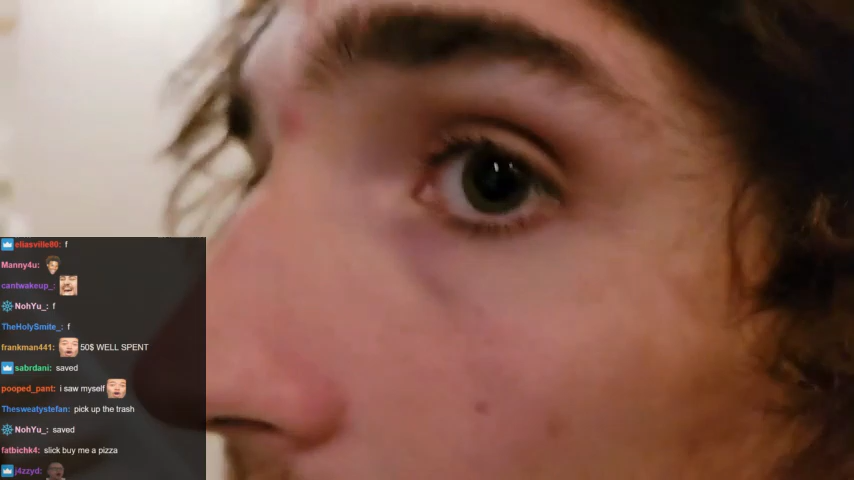 eliasville80: f
Manny4u:
cantwakeup_:
NohYu_: f
TheHolySmite_: f
frankman441: 50$ WELL SPENT
sabrdani: saved
pooped_pant: i saw myself
Thesweatystefan: pick up the trash
NohYu_: saved
fatbichk4: slick buy me a pizza
j4zzyd: